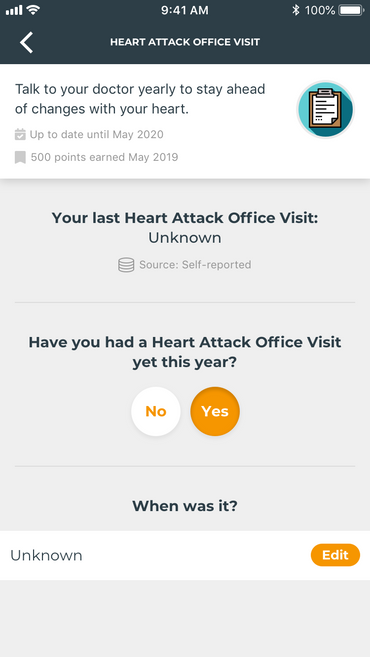 9:41 AM
100%
HEART ATTACK OFFICE VISIT
Talk to your doctor yearly to stay ahead
of changes with your heart.
Up to date until May 2020
500 points earned May 2019
Your last Heart Attack Office Visit:
Unknown
Source: Self-reported
Have you had a Heart Attack Office Visit
yet this year?
No
Yes
When was it?
Unknown
Edit